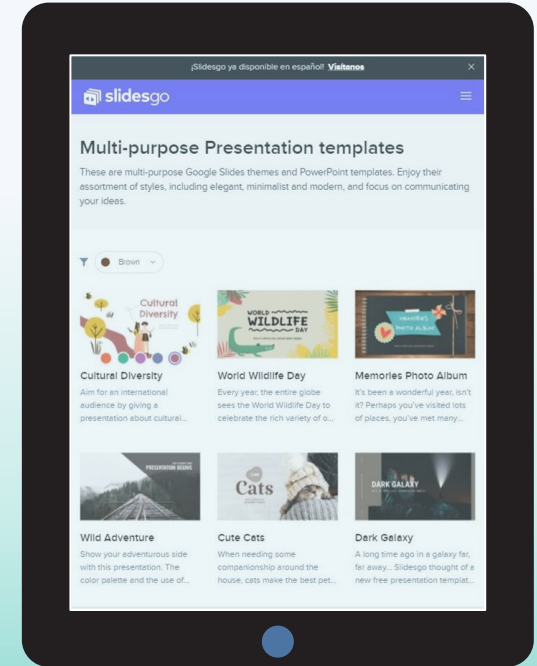 ¡Slidesgo ya disponible en español! Visítanos
slidesgo
Multi-purpose Presentation templates
These are multi-purpose Google Slides themes and PowerPoint templates. Enjoy their
assortment of styles, including elegant, minimalist and modern, and focus on communicating
your ideas.
Brown
Cultural
Diversity
WORLD
WILDLIFE
DAY
MEMORIES
PHOTO ALBUM
Cultural Diversity
World Wildlife Day
Memories Photo Album
Aim for an international
audience by giving a
presentation about cultural...
Every year, the entire globe
sees the World Wildlife Day to
celebrate the rich variety of o...
It's been a wonderful year, isn't
it? Perhaps you've visited lots
of places, you've met many...
PRESENTATION BEGINS
Cats
DARK GALAXY
Wild Adventure
Cute Cats
Dark Galaxy
Show your adventurous side
with this presentation. The
color palette and the use of...
When needing some
companionship around the
house, cats make the best pet...
A long time ago in a galaxy far,
far away... Slidesgo thought of a
new free presentation templat...